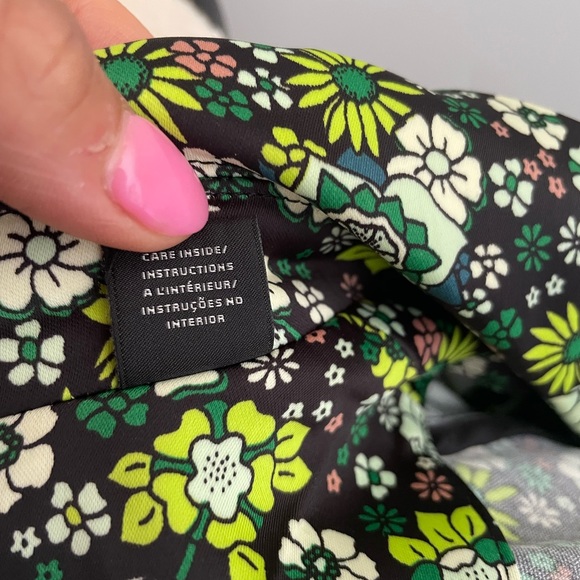 CARE INSIDE/
INSTRUCTIONS
A L'INTÉRIEUR/
INSTRUÇÕES NO
INTERIOR